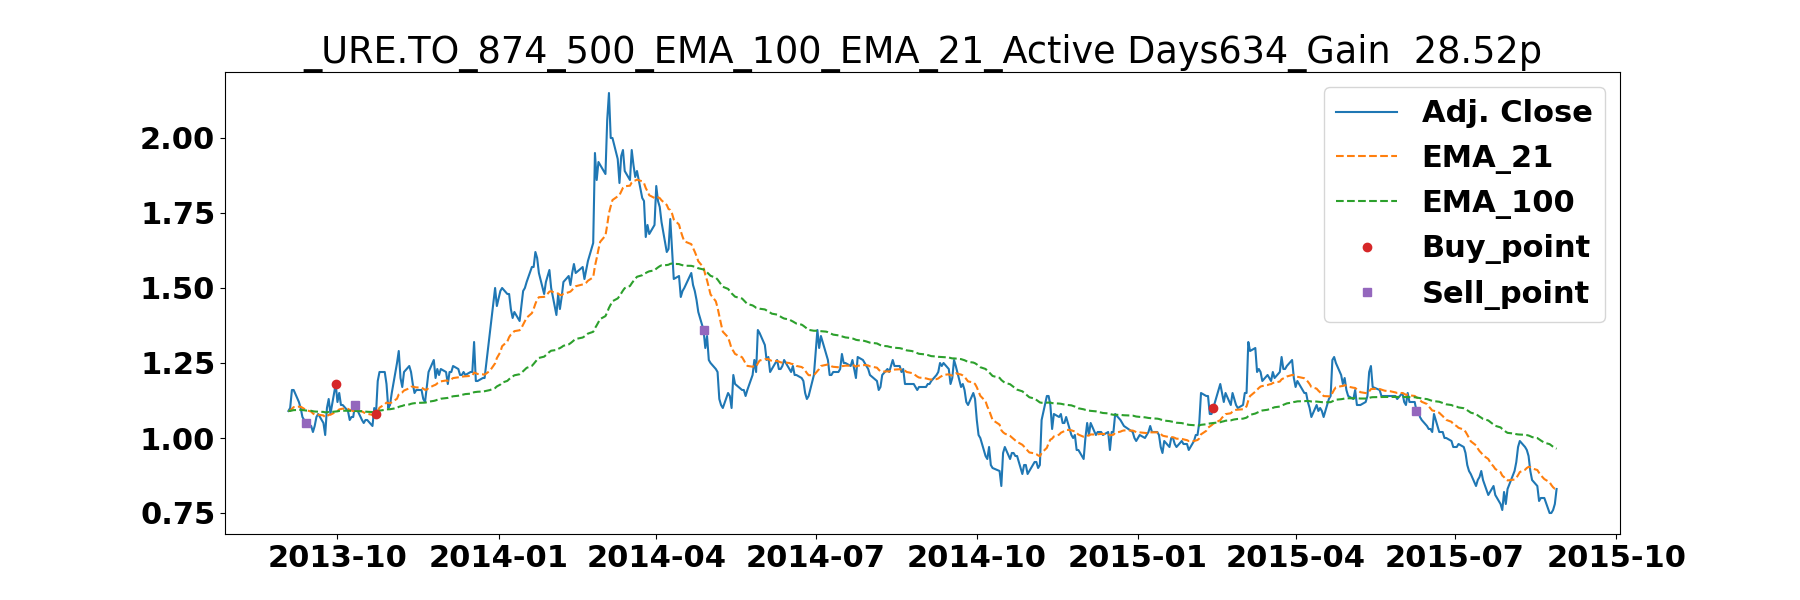 _URE.TO_874_500_EMA_100_EMA_21_Active Days634_Gain  28.52p
Adj. Close
EMA_21
EMA_100
Buy_point
Sell_point
2.00
1.75
1.50
1.25
1.00
0.75
2013-10 2014-01 2014-04 2014-07 2014-10 2015-01 2015-04 2015-07 2015-10